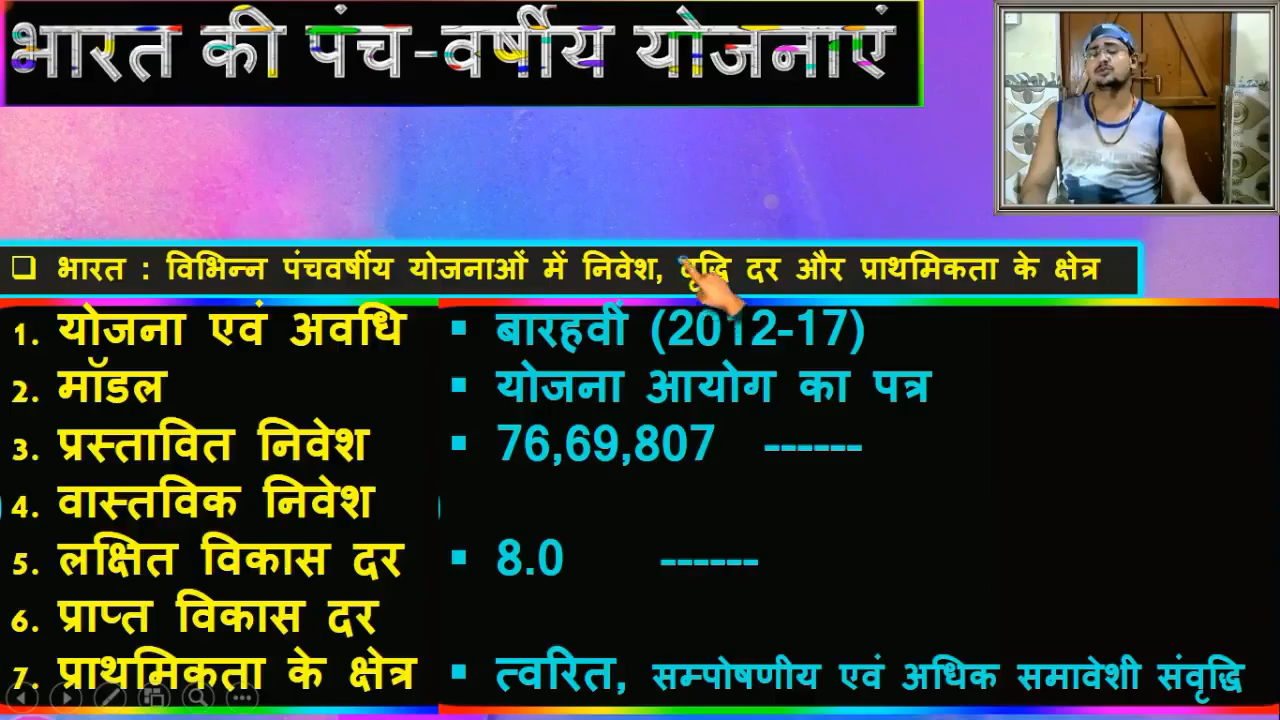 भारत की पंच-वर्षीय योजनाएं
❑ भारत : विभिन्न पंचवर्षीय योजनाओं में निवेश, वृद्धि दर और प्राथमिकता के क्षेत्र
1. योजना एवं अवधि
▪ बारहवीं (2012-17)
2. मॉडल
▪ योजना आयोग का पत्र
3. प्रस्तावित निवेश
▪ 76,69,807 ------
4. वास्तविक निवेश
5. लक्षित विकास दर
▪ 8.0 ------
6. प्राप्त विकास दर
7. प्राथमिकता के क्षेत्र
▪ त्वरित, सम्पोषणीय एवं अधिक समावेशी संवृद्धि